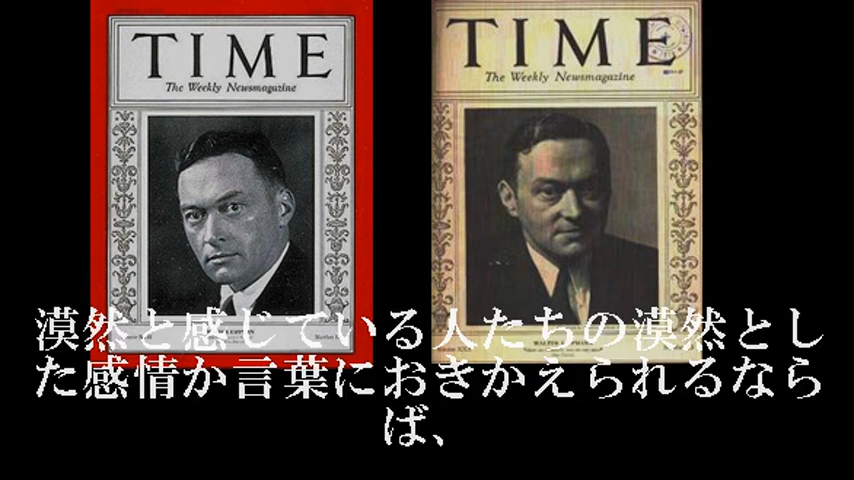 TIME
The Weekly Newsmagazine
TIME
The Weekly Newsmagazine
WALTER LIPPMANN
漠然と感じている人たちの漠然とし
た感情か言葉におきかえられるなら
ば、